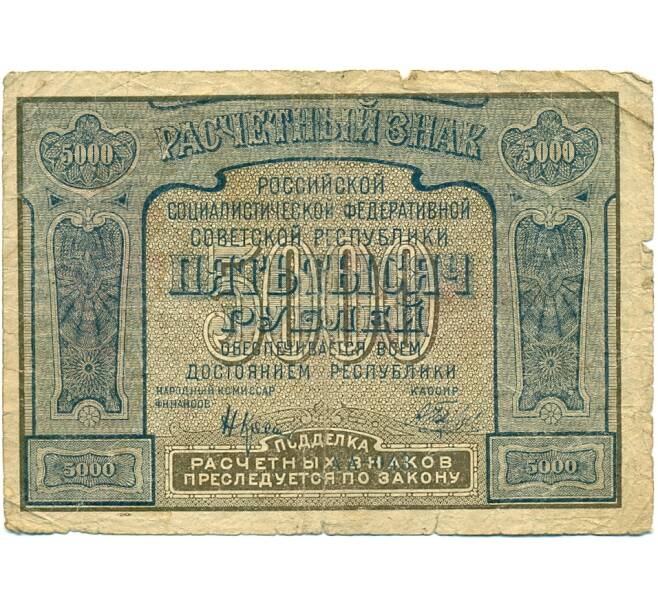 РАСЧЕТНЫЙ ЗНАК
5000
5000
РОССИЙСКОЙ
СОЦИАЛИСТИЧЕСКОЙ ФЕДЕРАТИВНОЙ
СОВЕТСКОЙ РЕСПУБЛИКИ
5000
ПЯТЬ ТЫСЯЧ
РУБЛЕЙ
ОБЕСПЕЧИВАЕТСЯ ВСЕМ
ДОСТОЯНИЕМ РЕСПУБЛИКИ
НАРОДНЫЙ КОМИССАР
ФИНАНСОВ
КАССИР
5000
5000
ПОДДЕЛКА
РАСЧЕТНЫХ ЗНАКОВ
ПРЕСЛЕДУЕТСЯ ПО ЗАКОНУ